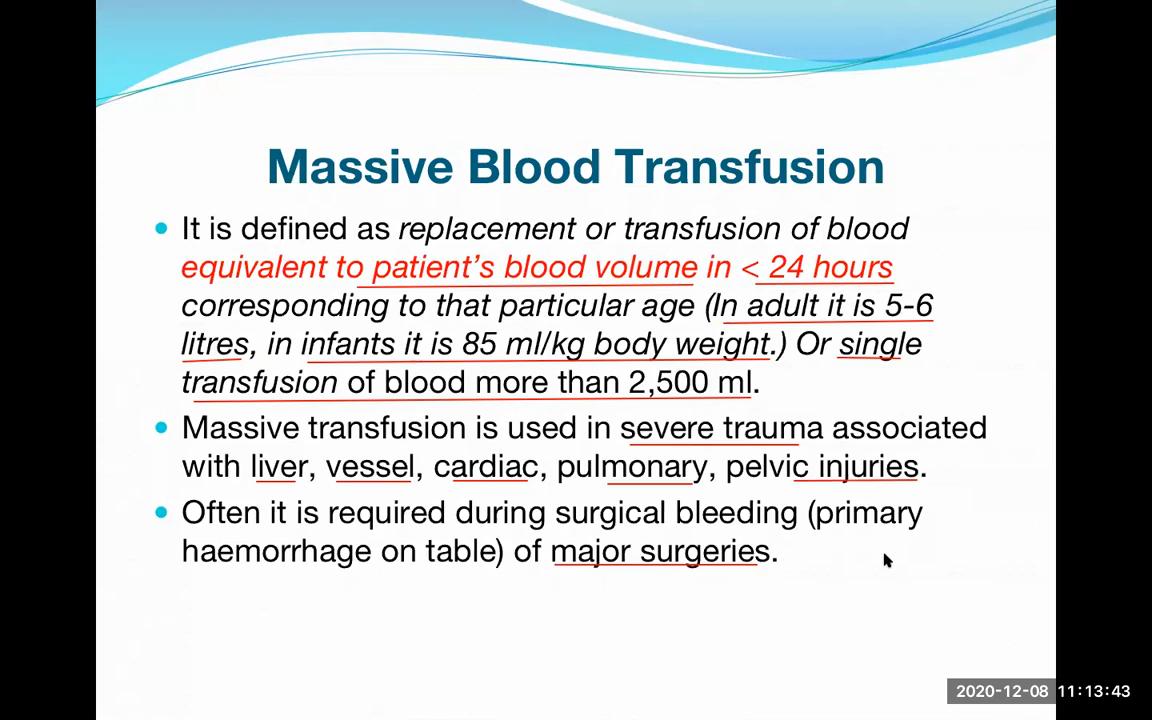 Massive Blood Transfusion
• It is defined as replacement or transfusion of blood
equivalent to patient's blood volume in < 24 hours
corresponding to that particular age (In adult it is 5-6
litres, in infants it is 85 ml/kg body weight.) Or single
transfusion of blood more than 2,500 ml.
• Massive transfusion is used in severe trauma associated
with liver, vessel, cardiac, pulmonary, pelvic injuries.
• Often it is required during surgical bleeding (primary
haemorrhage on table) of major surgeries.
2020-12-08 11:13:43